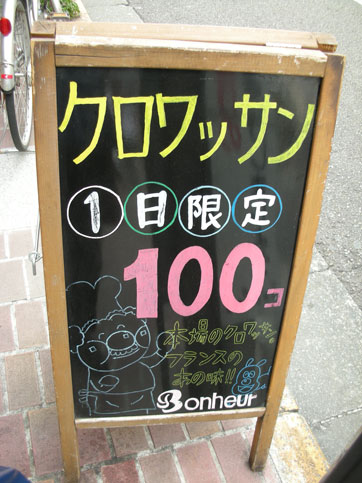 クロワッサン
1日限定
100コ
本場のクロワッサン
フランスの
あの味!!
Bonheur